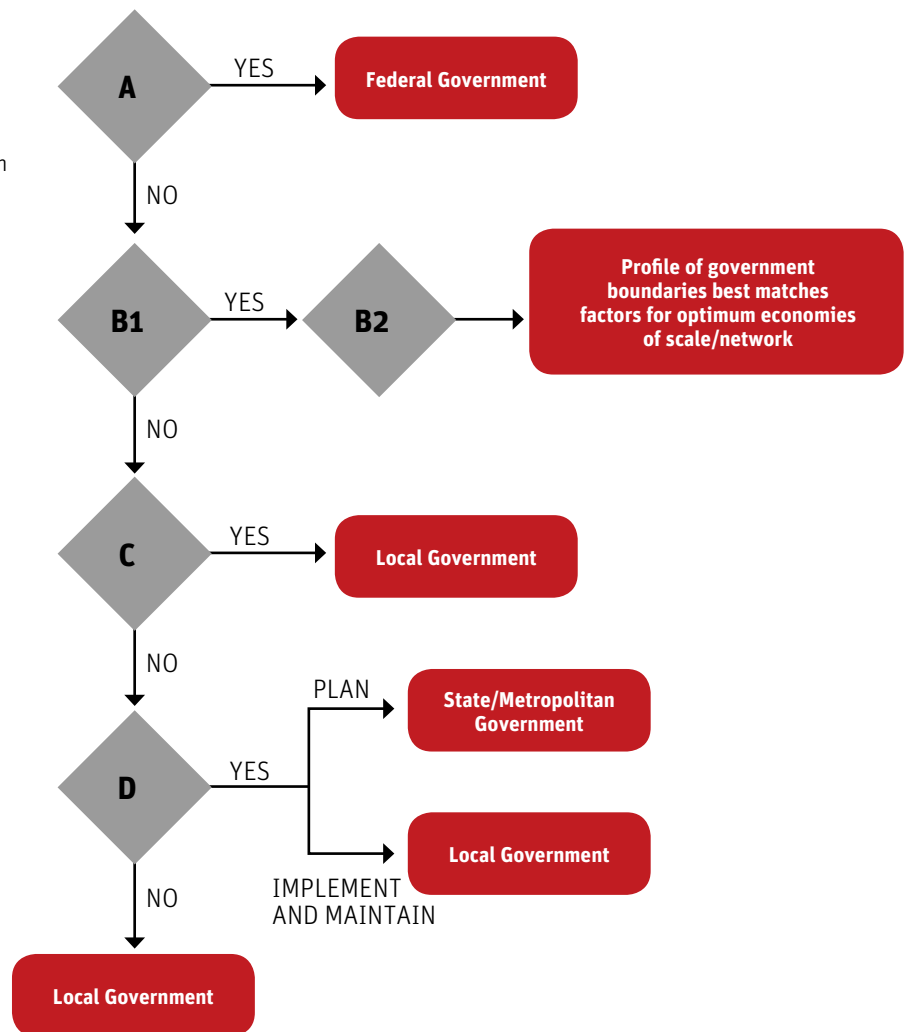 A
YES
Federal Government
NO
B1
YES
B2
Profile of government
boundaries best matches
factors for optimum economies
of scale/network
NO
C
YES
Local Government
NO
PLAN
State/Metropolitan
Government
D
YES
Local Government
IMPLEMENT
AND MAINTAIN
NO
Local Government